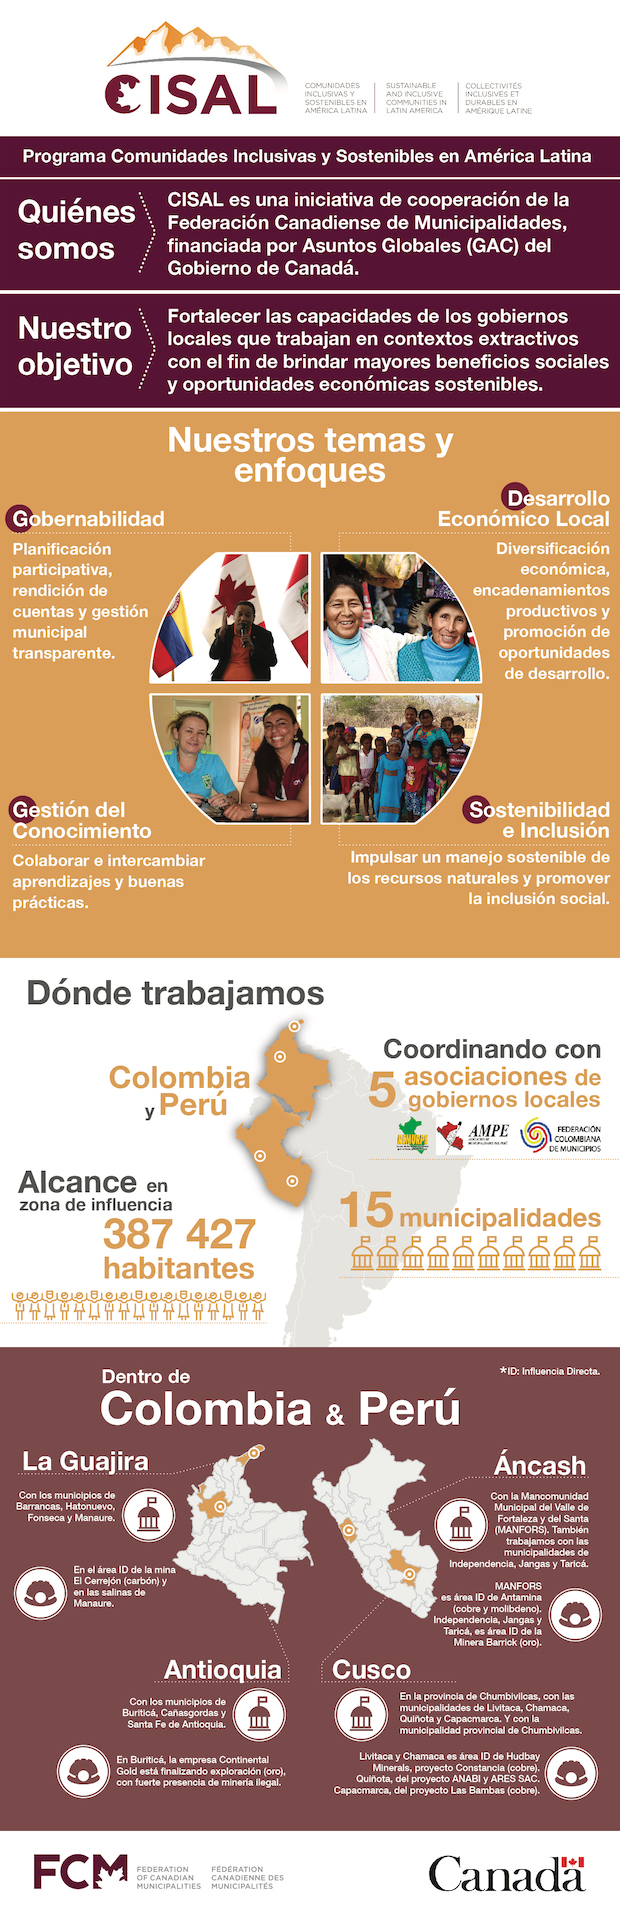 CISAL
COMUNIDADES
INCLUSIVAS Y
SOSTENIBLES EN
AMÉRICA LATINA
SUSTAINABLE
AND INCLUSIVE
COMMUNITIES IN
LATIN AMERICA
COLLECTIVITÉS
INCLUSIVES ET
DURABLES EN
AMÉRIQUE LATINE
Programa Comunidades Inclusivas y Sostenibles en América Latina
Quiénes
somos
CISAL es una iniciativa de cooperación de la
Federación Canadiense de Municipalidades,
financiada por Asuntos Globales (GAC) del
Gobierno de Canadá.
Nuestro
objetivo
Fortalecer las capacidades de los gobiernos
locales que trabajan en contextos extractivos
con el fin de brindar mayores beneficios sociales
y oportunidades económicas sostenibles.
Nuestros temas y
enfoques
Gobernabilidad
Planificación
participativa,
rendición de
cuentas y gestión
municipal
transparente.
Desarrollo
Económico Local
Diversificación
económica,
encadenamientos
productivos y
promoción de
oportunidades
de desarrollo.
Gestión del
Conocimiento
Colaborar e intercambiar
aprendizajes y buenas
prácticas.
Sostenibilidad
e Inclusión
Impulsar un manejo sostenible de
los recursos naturales y promover
la inclusión social.
Dónde trabajamos
Colombia
y Perú
Coordinando con
5 asociaciones de
gobiernos locales
AMPE
FEDERACIÓN
COLOMBIANA
DE MUNICIPIOS
Alcance en
zona de influencia
387 427
habitantes
15 municipalidades
*ID: Influencia Directa.
Dentro de
Colombia & Perú
La Guajira
Con los municipios de
Barrancas, Hatonuevo,
Fonseca y Manaure.
En el área ID de la mina
El Cerrejón (carbón) y
en las salinas de
Manaure.
Áncash
Con la Mancomunidad
Municipal del Valle de
Fortaleza y del Santa
(MANFORS). También
trabajamos con las
municipalidades de
Independencia, Jangas y Taricá.
MANFORS
es área ID de Antamina
(cobre y molibdeno).
Independencia, Jangas y
Taricá, es área ID de la
Minera Barrick (oro).
Antioquia
Con los municipios de
Buriticá, Cañasgordas y
Santa Fe de Antioquia.
En Buriticá, la empresa Continental
Gold está finalizando exploración (oro),
con fuerte presencia de minería ilegal.
Cusco
En la provincia de Chumbivilcas, con las
municipalidades de Livitaca, Chamaca,
Quiñota y Capacmarca. Y con la
municipalidad provincial de Chumbivilcas.
Livitaca y Chamaca es área ID de Hudbay
Minerals, proyecto Constancia (cobre).
Quiñota, del proyecto ANABI y ARES SAC.
Capacmarca, del proyecto Las Bambas (cobre).
FCM
FEDERATION
OF CANADIAN
MUNICIPALITIES
FÉDÉRATION
CANADIENNE DES
MUNICIPALITÉS
Canada